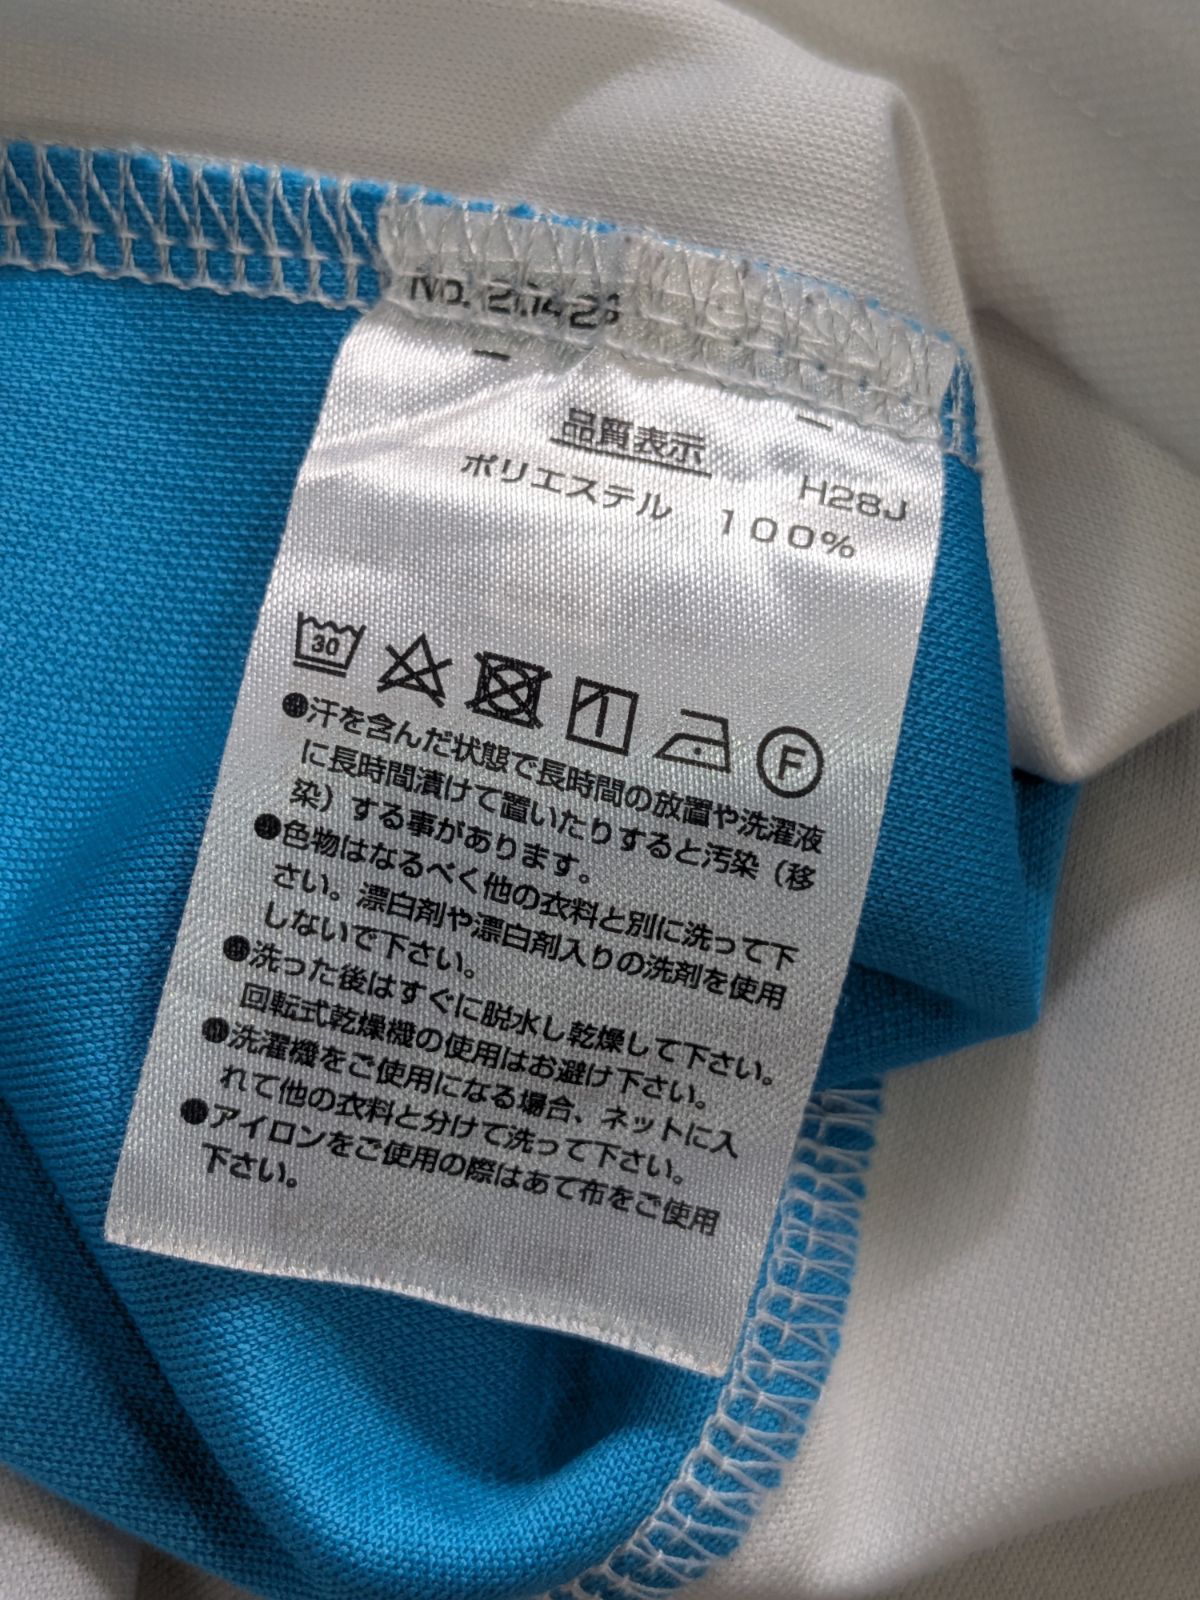 品質表示
H28J
ポリエステル 100%
30
F
●汗を含んだ状態で長時間の放置や洗濯液
に長時間漬けて置いたりすると汚染（移
染）する事があります。
●色物はなるべく他の衣料と別に洗って下
さい。漂白剤や漂白剤入りの洗剤を使用
しないで下さい。
●洗った後はすぐに脱水し乾燥して下さい。
回転式乾燥機の使用はお避け下さい。
●洗濯機をご使用になる場合、ネットに入
れて他の衣料と分けて洗って下さい。
●アイロンをご使用の際はあて布をご使用
下さい。